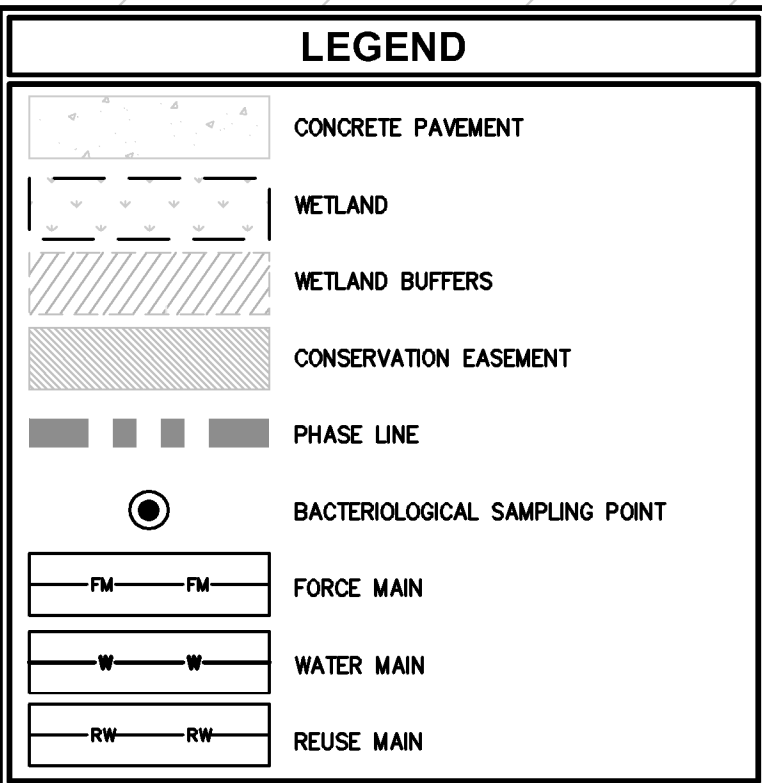 LEGEND
CONCRETE PAVEMENT
WETLAND
WETLAND BUFFERS
CONSERVATION EASEMENT
PHASE LINE
BACTERIOLOGICAL SAMPLING POINT
FM FM FORCE MAIN
W W WATER MAIN
RW RW REUSE MAIN